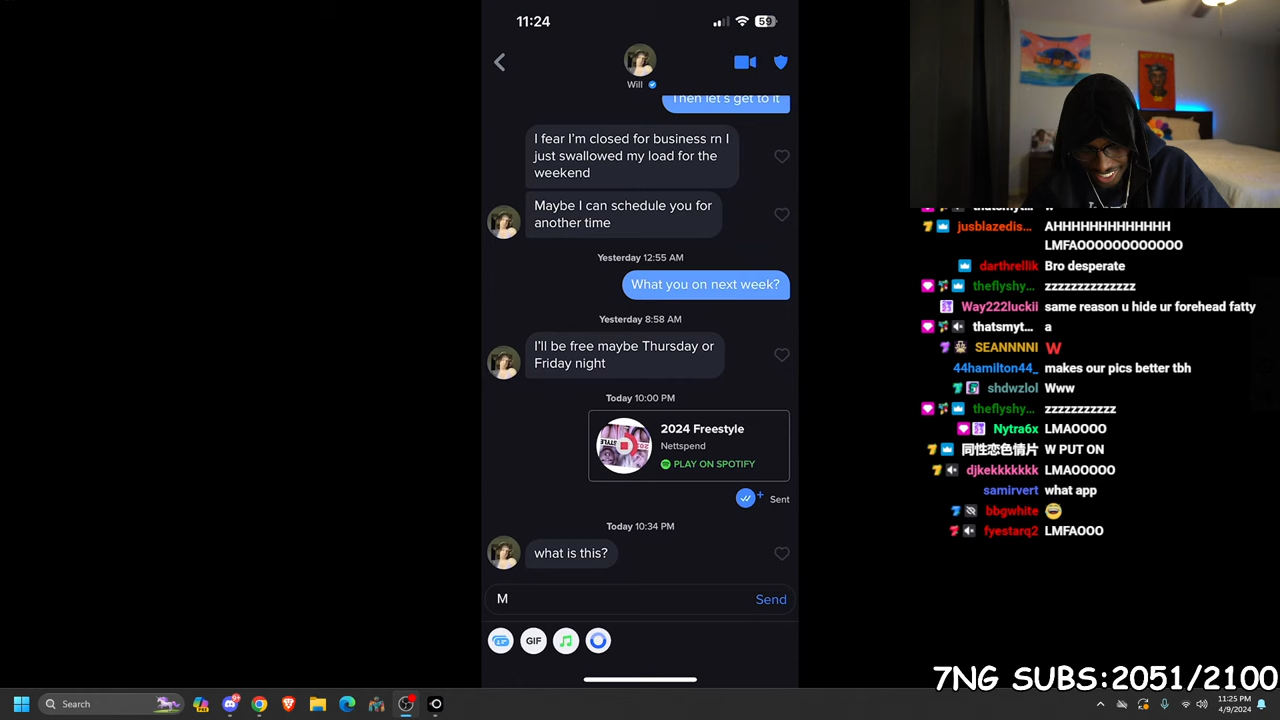 11:24
59
Will
Then let's get to it
I fear I'm closed for business rn I
just swallowed my load for the
weekend
Maybe I can schedule you for
another time
Yesterday 12:55 AM
What you on next week?
Yesterday 8:58 AM
I'll be free maybe Thursday or
Friday night
Today 10:00 PM
2024 Freestyle
Nettspend
PLAY ON SPOTIFY
Sent
Today 10:34 PM
what is this?
M
Send
GIF
jusblazedis... AHHHHHHHHHHHHH
LMFAOOOOOOOOOOO
darthrellik Bro desperate
theflyshy... zzzzzzzzzzzzzz
Way222luckii same reason u hide ur forehead fatty
thatsmyt... a
SEANNNNI W
44hamilton44_ makes our pics better tbh
shdwzlol Www
theflyshy... zzzzzzzzzzz
Nytra6x LMAOOOO
同性恋色情片 W PUT ON
djkekkkkkkk LMAOOOOO
samirvert what app
bbgwhite
fyestarq2 LMFAOOO
7NG SUBS:2051/2100
Search
11:25 PM
4/9/2024